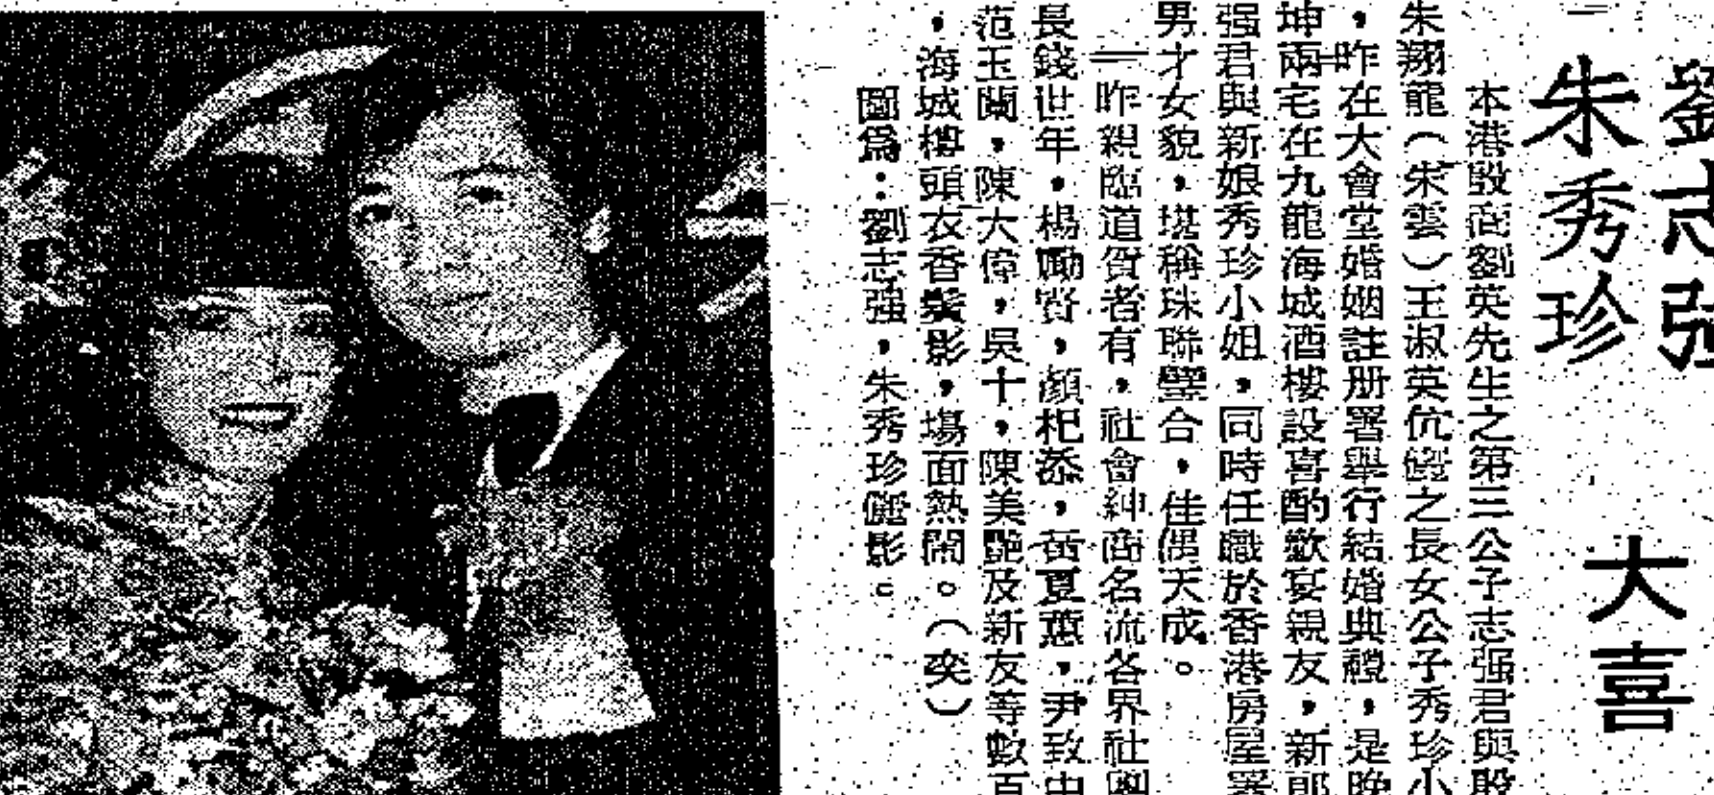 劉志强
朱秀珍
大喜
本港殷商劉英先生之第三公子志强君與殷
朱翔龍(朱雲)王淑英伉儷之長女公子秀珍小
,昨在大會堂婚姻註册署舉行結婚典禮,是晚
坤兩宅在九龍海城酒樓設喜酌歡宴親友,新郎
强君與新娘秀珍小姐,同時任職於香港房屋署
男才女貌,堪稱珠聯璧合,佳偶天成。
昨親臨道賀者有,社會紳商名流各界社團
長錢世年,楊勵賢,顏杞泰,黃夏蕙,尹致中
范玉蘭,陳大偉,吳十,陳美艷及新友等數百
,海城樓頭衣香鬢影,場面熱鬧。(奕)
圖爲:劉志强,朱秀珍儷影。